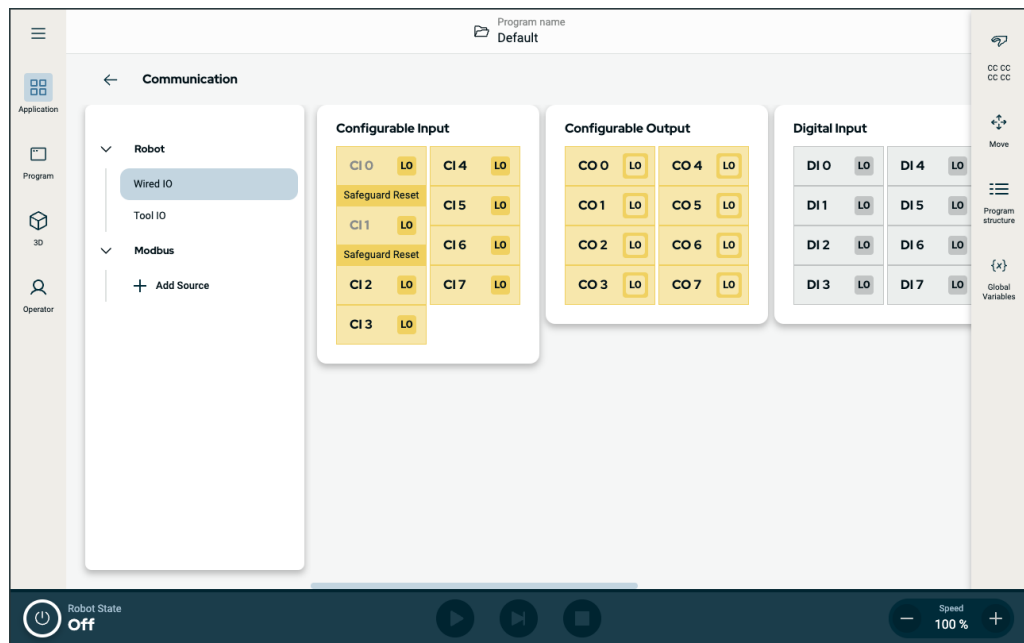 Program name
Default
Application
Program
3D
Operator
Communication
Robot
Wired IO
Tool IO
Modbus
Add Source
Configurable Input
CI 0 LO CI 4 LO
Safeguard Reset
CI 5 LO
CI 1 LO
CI 6 LO
Safeguard Reset
CI 2 LO CI 7 LO
CI 3 LO
Configurable Output
CO 0 LO CO 4 LO
CO 1 LO CO 5 LO
CO 2 LO CO 6 LO
CO 3 LO CO 7 LO
Digital Input
DI 0 LO DI 4 LO
DI 1 LO DI 5 LO
DI 2 LO DI 6 LO
DI 3 LO DI 7 LO
CC CC
CC CC
Move
Program
structure
{x}
Global
Variables
Robot State
Off
Speed
100 %